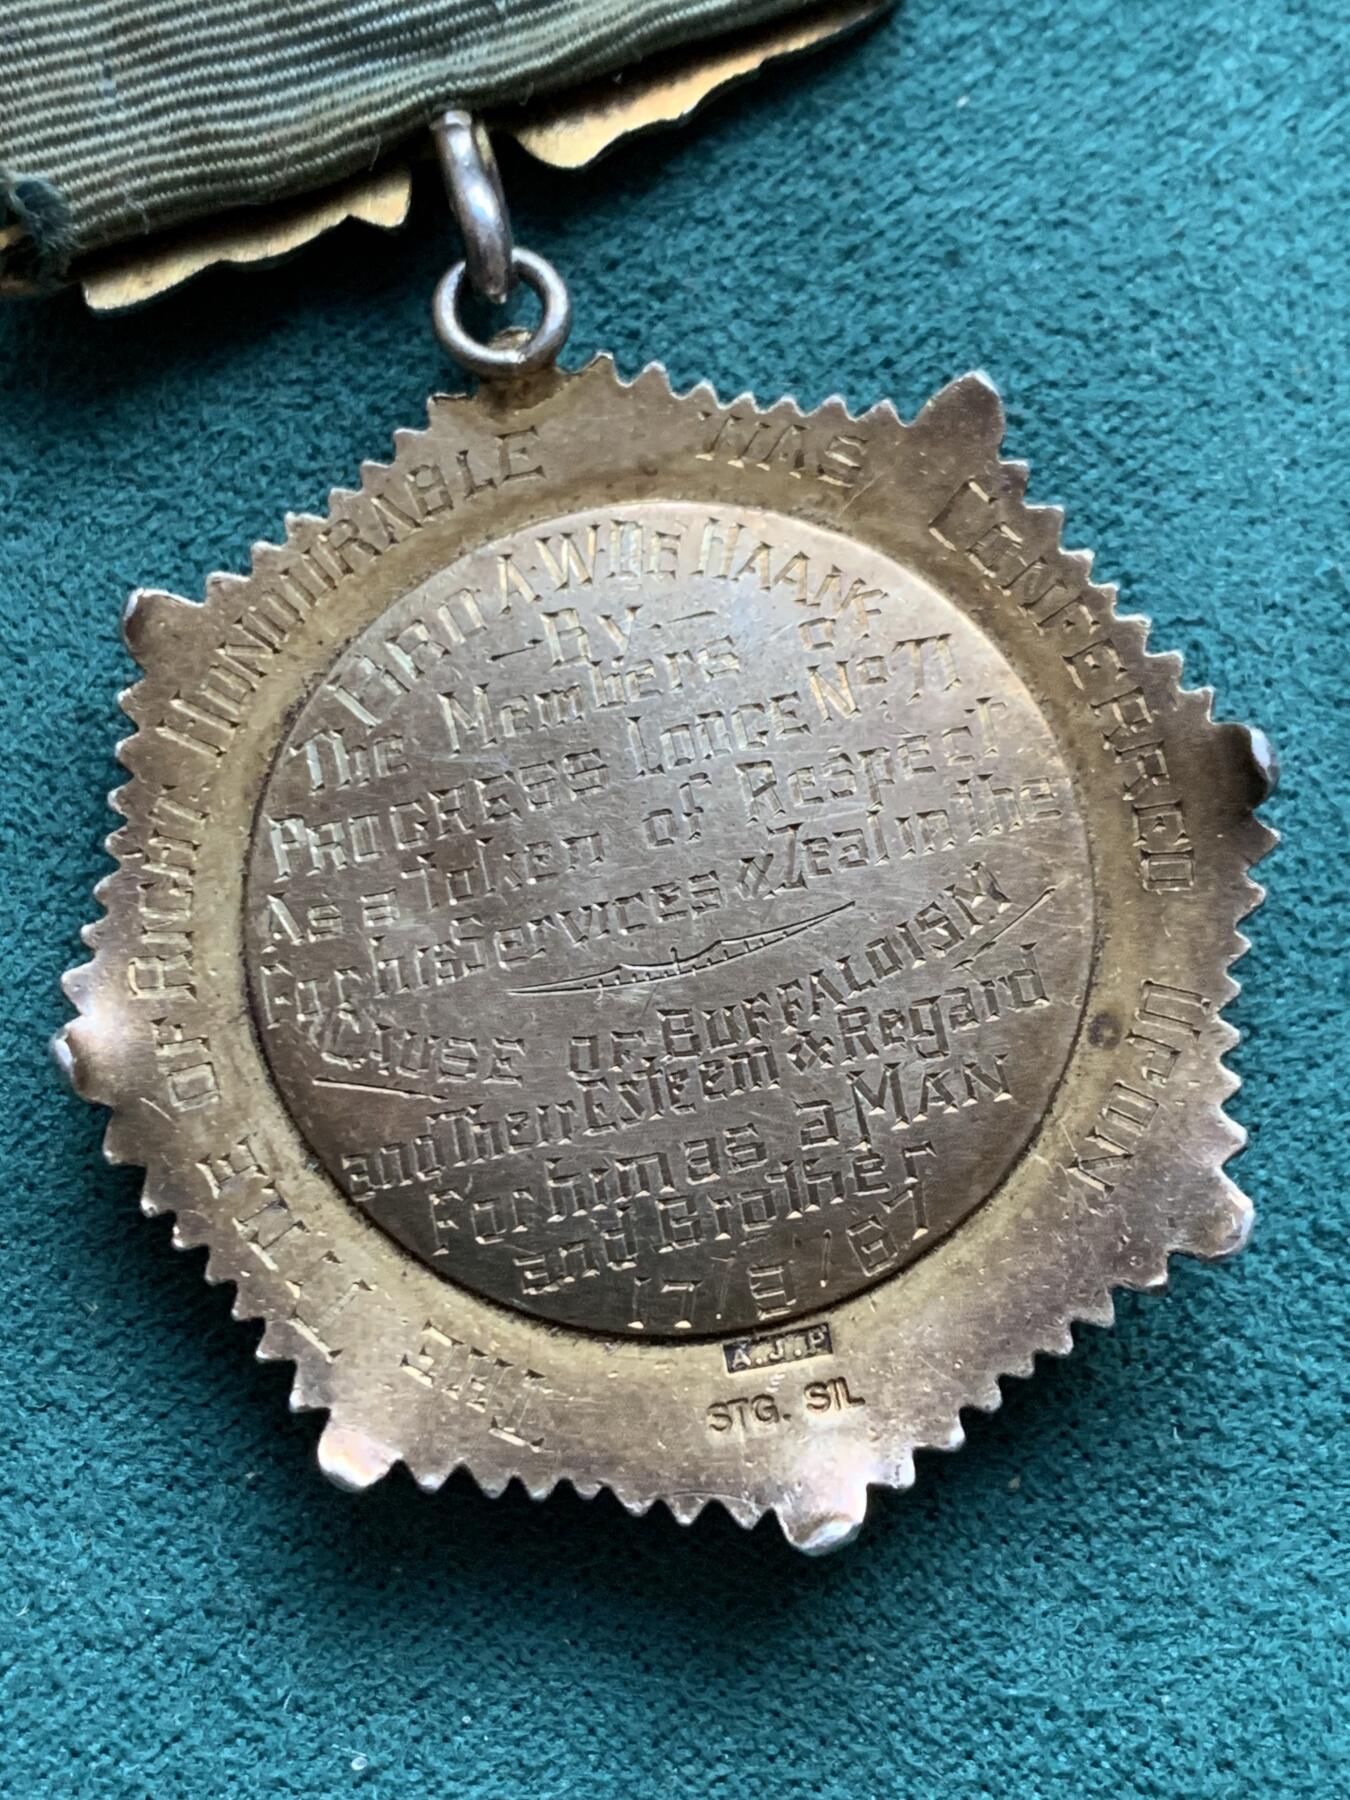 THE TITLE OF RIGHT HONOURABLE WAS CONFERRED UPON
BRO A·W·DE HAANK
- By -
The Members of
PROGRESS LODGE No 71
As a Token of Respect
For his Services & Zeal in the
CAUSE OF BUFFALOISM
and Their Esteem & Regard
For him as a MAN
and Brother
17/3/67
A.J.P
STG. SIL